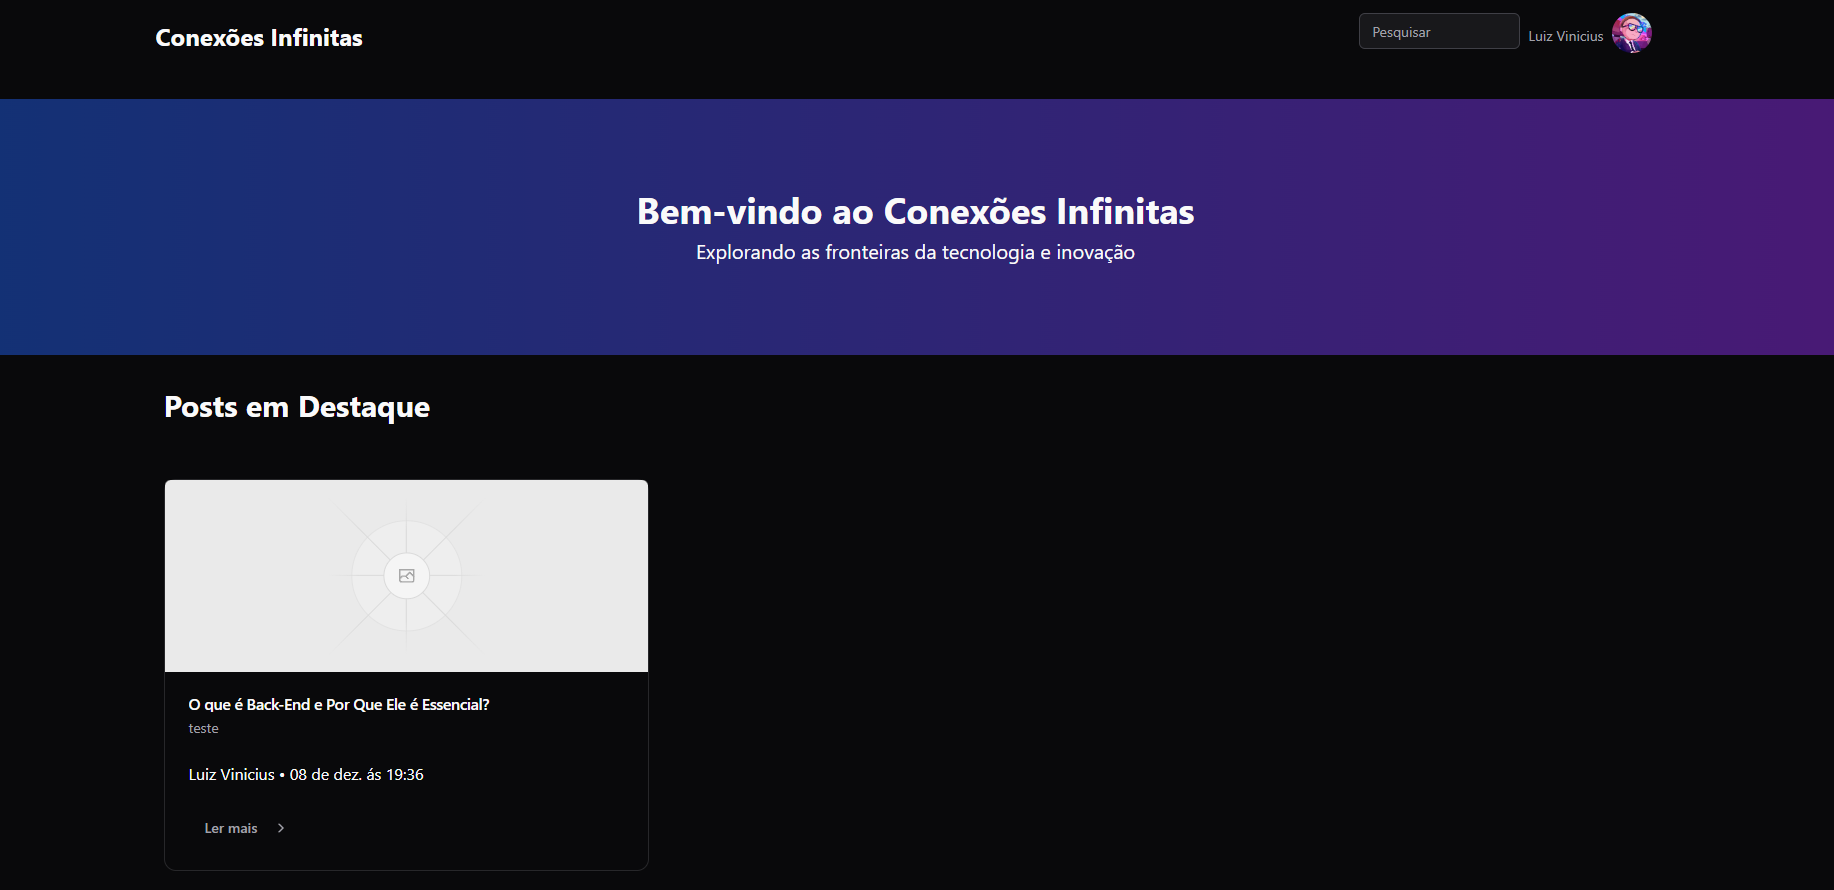 Conexões Infinitas
Pesquisar
Luiz Vinicius
Bem-vindo ao Conexões Infinitas
Explorando as fronteiras da tecnologia e inovação
Posts em Destaque
O que é Back-End e Por Que Ele é Essencial?
teste
Luiz Vinicius • 08 de dez. ás 19:36
Ler mais